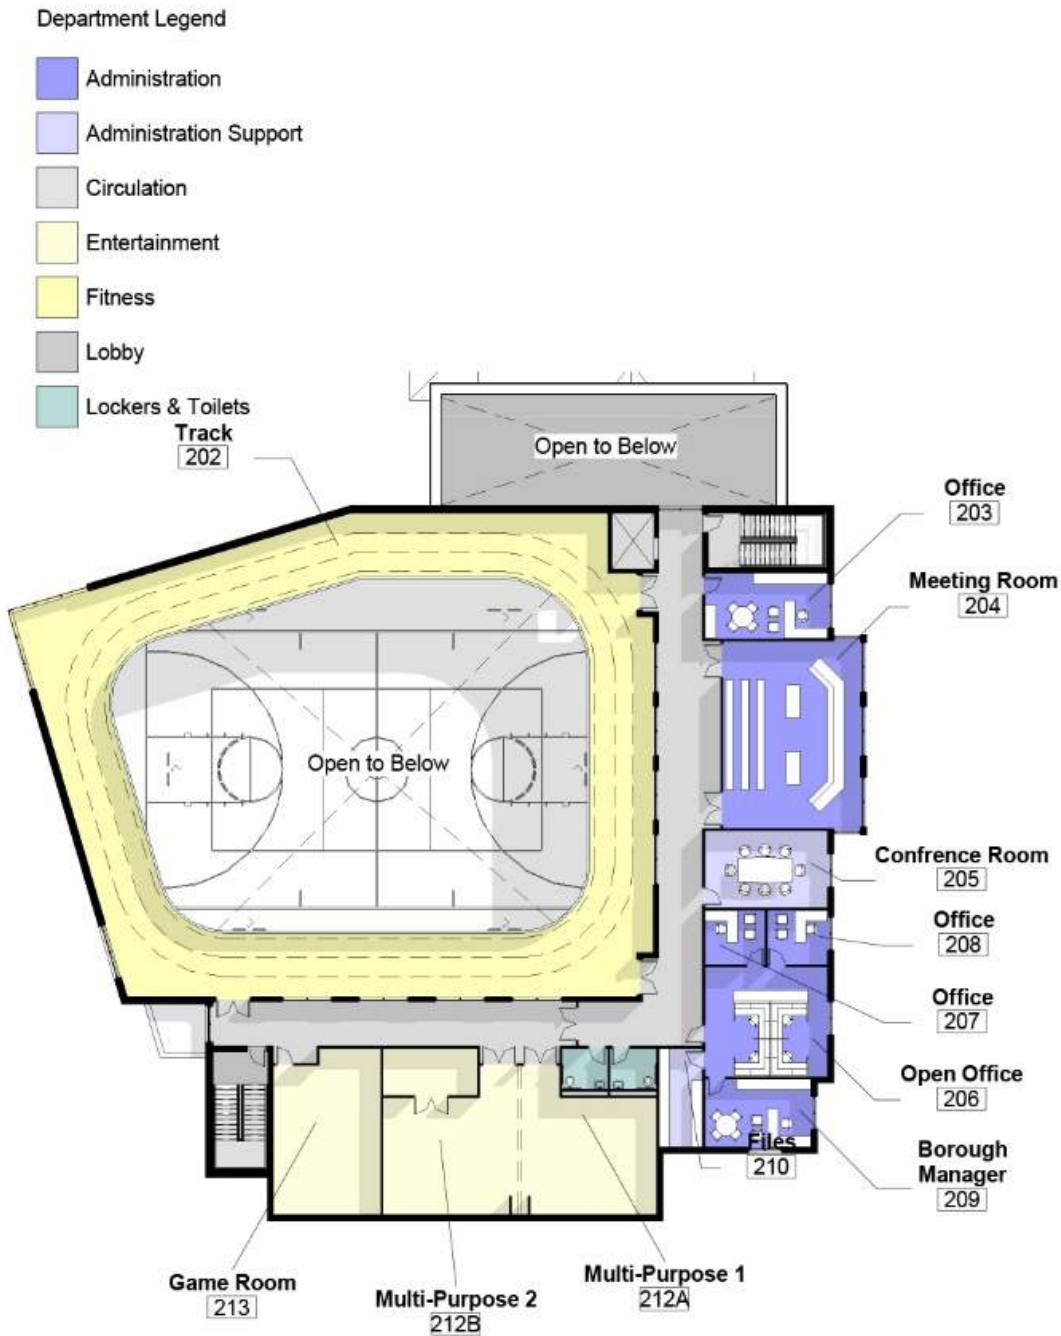 Department Legend
Administration
Administration Support
Circulation
Entertainment
Fitness
Lobby
Lockers & Toilets
Track
202
Open to Below
Office
203
Meeting Room
204
Open to Below
Confrence Room
205
Office
208
Office
207
Open Office
206
Files
210
Borough
Manager
209
Game Room
213
Multi-Purpose 2
212B
Multi-Purpose 1
212A